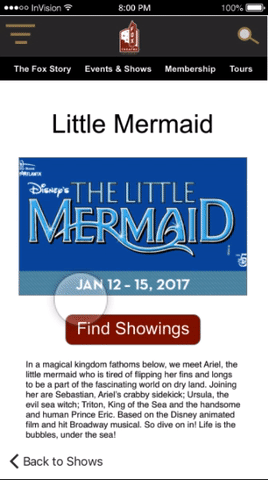 InVision 8:00 PM 100%
FOX
The Fox Story Events & Shows Membership Tours
Little Mermaid
ATLANTA
Disney's
THE LITTLE
MERMAID
JAN 12 - 15, 2017
Find Showings
In a magical kingdom fathoms below, we meet Ariel, the
little mermaid who is tired of flipping her fins and longs
to be a part of the fascinating world on dry land. Joining
her are Sebastian, Ariel's crabby sidekick; Ursula, the
evil sea witch; Triton, King of the Sea and the handsome
and human Prince Eric. Based on the Disney animated
film and hit Broadway musical. So dive on in! Life is the
bubbles, under the sea!
Back to Shows